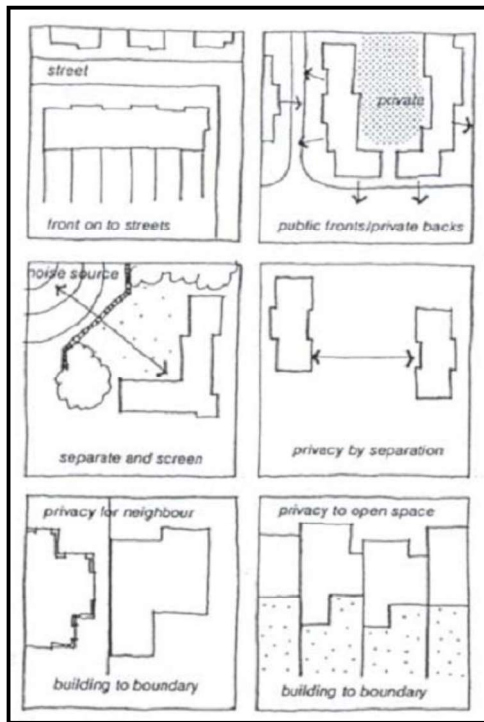 street
front on to streets
private
public fronts/private backs
noise source
separate and screen
privacy by separation
privacy for neighbour
building to boundary
privacy to open space
building to boundary